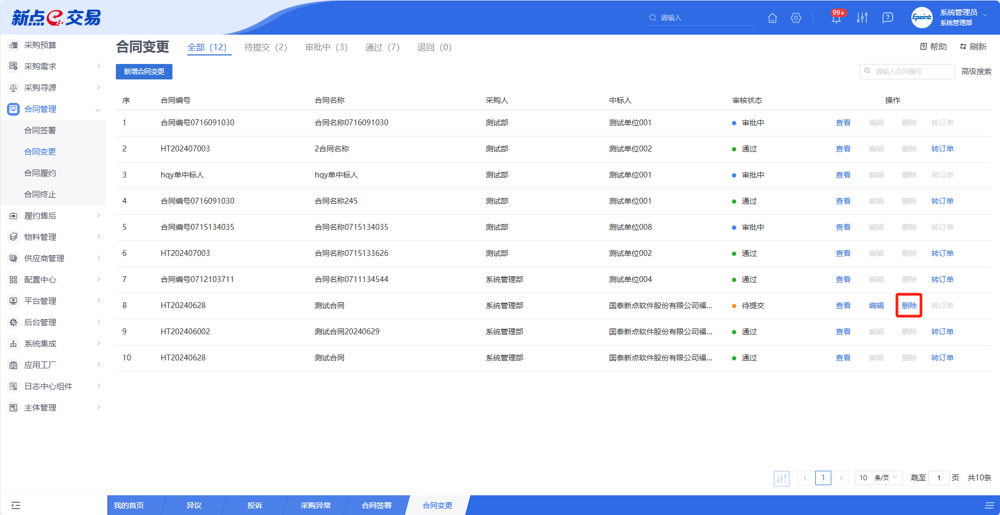 新点e交易
请输入
99+
Epoint
系统管理员
系统管理部
采购预算
采购需求
采购寻源
合同管理
合同签署
合同变更
合同履约
合同终止
履约售后
物料管理
供应商管理
配置中心
平台管理
后台管理
系统集成
应用工厂
日志中心组件
主体管理
合同变更 全部（12） 待提交（2） 审批中（3） 通过（7） 退回（0） 帮助 刷新
新增合同变更 请输入合同编号 高级搜索
序 合同编号 合同名称 采购人 中标人 审核状态 操作
1 合同编号0716091030 合同名称0716091030 测试部 测试单位001 审批中 查看 编辑 删除 转订单
2 HT202407003 2合同名称 测试部 测试单位002 通过 查看 编辑 删除 转订单
3 hqy单中标人 hqy单中标人 测试部 测试单位001 审批中 查看 编辑 删除 转订单
4 合同编号0716091030 合同名称245 测试部 测试单位001 通过 查看 编辑 删除 转订单
5 合同编号0715134035 合同名称0715134035 测试部 测试单位008 审批中 查看 编辑 删除 转订单
6 HT202407003 合同名称0715133626 测试部 测试单位002 通过 查看 编辑 删除 转订单
7 合同编号0712103711 合同名称0711134544 系统管理部 测试单位004 通过 查看 编辑 删除 转订单
8 HT20240628 测试合同 系统管理部 国泰新点软件股份有限公司福... 待提交 查看 编辑 删除 转订单
9 HT202406002 测试合同20240629 系统管理部 国泰新点软件股份有限公司福... 通过 查看 编辑 删除 转订单
10 HT20240628 测试合同 系统管理部 国泰新点软件股份有限公司福... 通过 查看 编辑 删除 转订单
1 10 条/页 跳至 1 页 共10条
我的首页 异议 投诉 采购异常 合同签署 合同变更